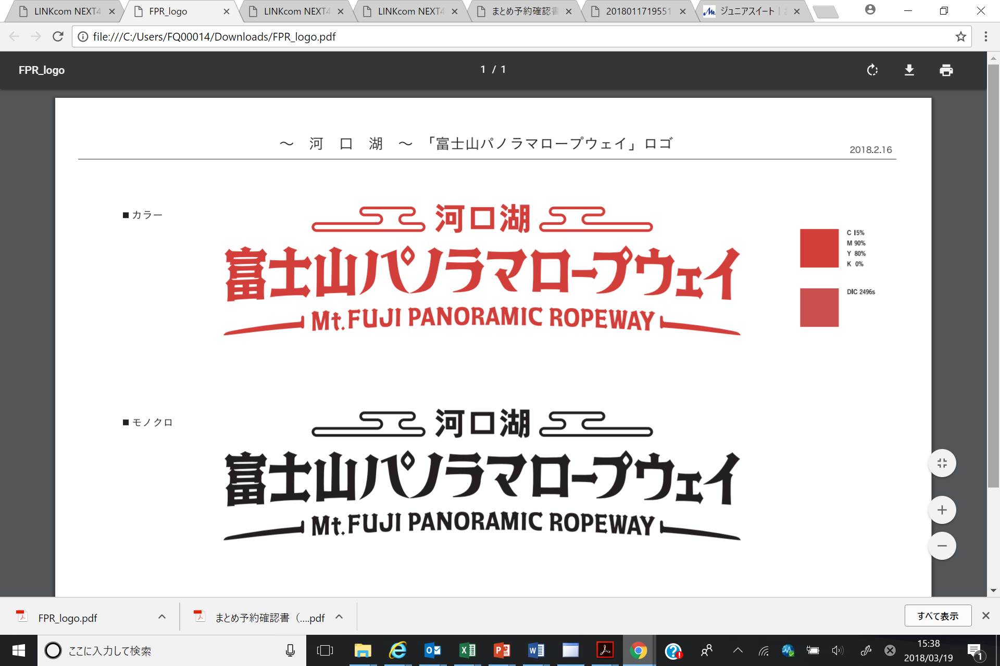 LINKcom NEXT4
FPR_logo
LINKcom NEXT4
LINKcom NEXT4
まとめ予約確認書
2018011719551
ジュニアスイート |
file:///C:/Users/FQ00014/Downloads/FPR_logo.pdf
FPR_logo
1 / 1
～ 河 口 湖 ～ 「富士山パノラマロープウェイ」ロゴ
2018.2.16
■ カラー
河口湖
富士山パノラマロープウェイ
Mt.FUJI PANORAMIC ROPEWAY
C 15%
M 90%
Y 80%
K 0%
DIC 2496s
■ モノクロ
河口湖
富士山パノラマロープウェイ
Mt.FUJI PANORAMIC ROPEWAY
FPR_logo.pdf
まとめ予約確認書（....pdf
すべて表示
ここに入力して検索
15:38
2018/03/19
1